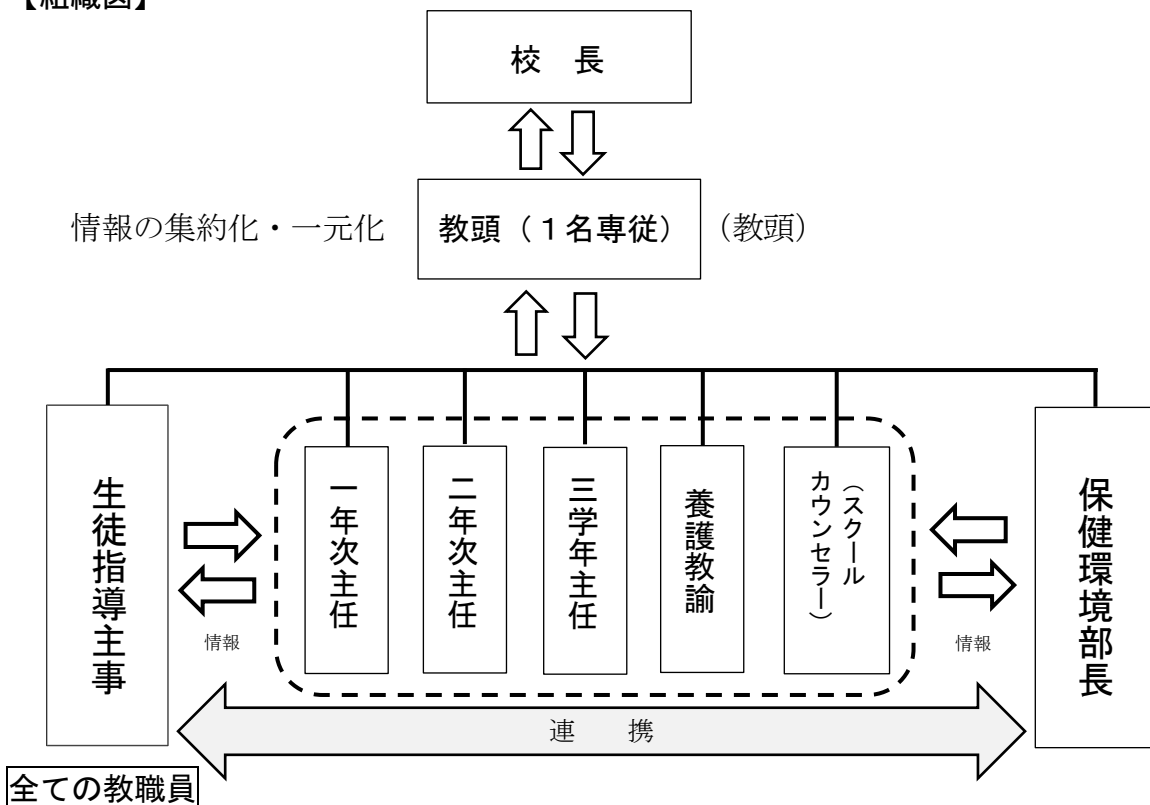 【組織図】
校　長
情報の集約化・一元化
教頭（１名専従）
（教頭）
生徒指導主事
情報
一年次主任
二年次主任
三学年主任
養護教諭
（スクール
カウンセラー）
情報
保健環境部長
連　携
全ての教職員